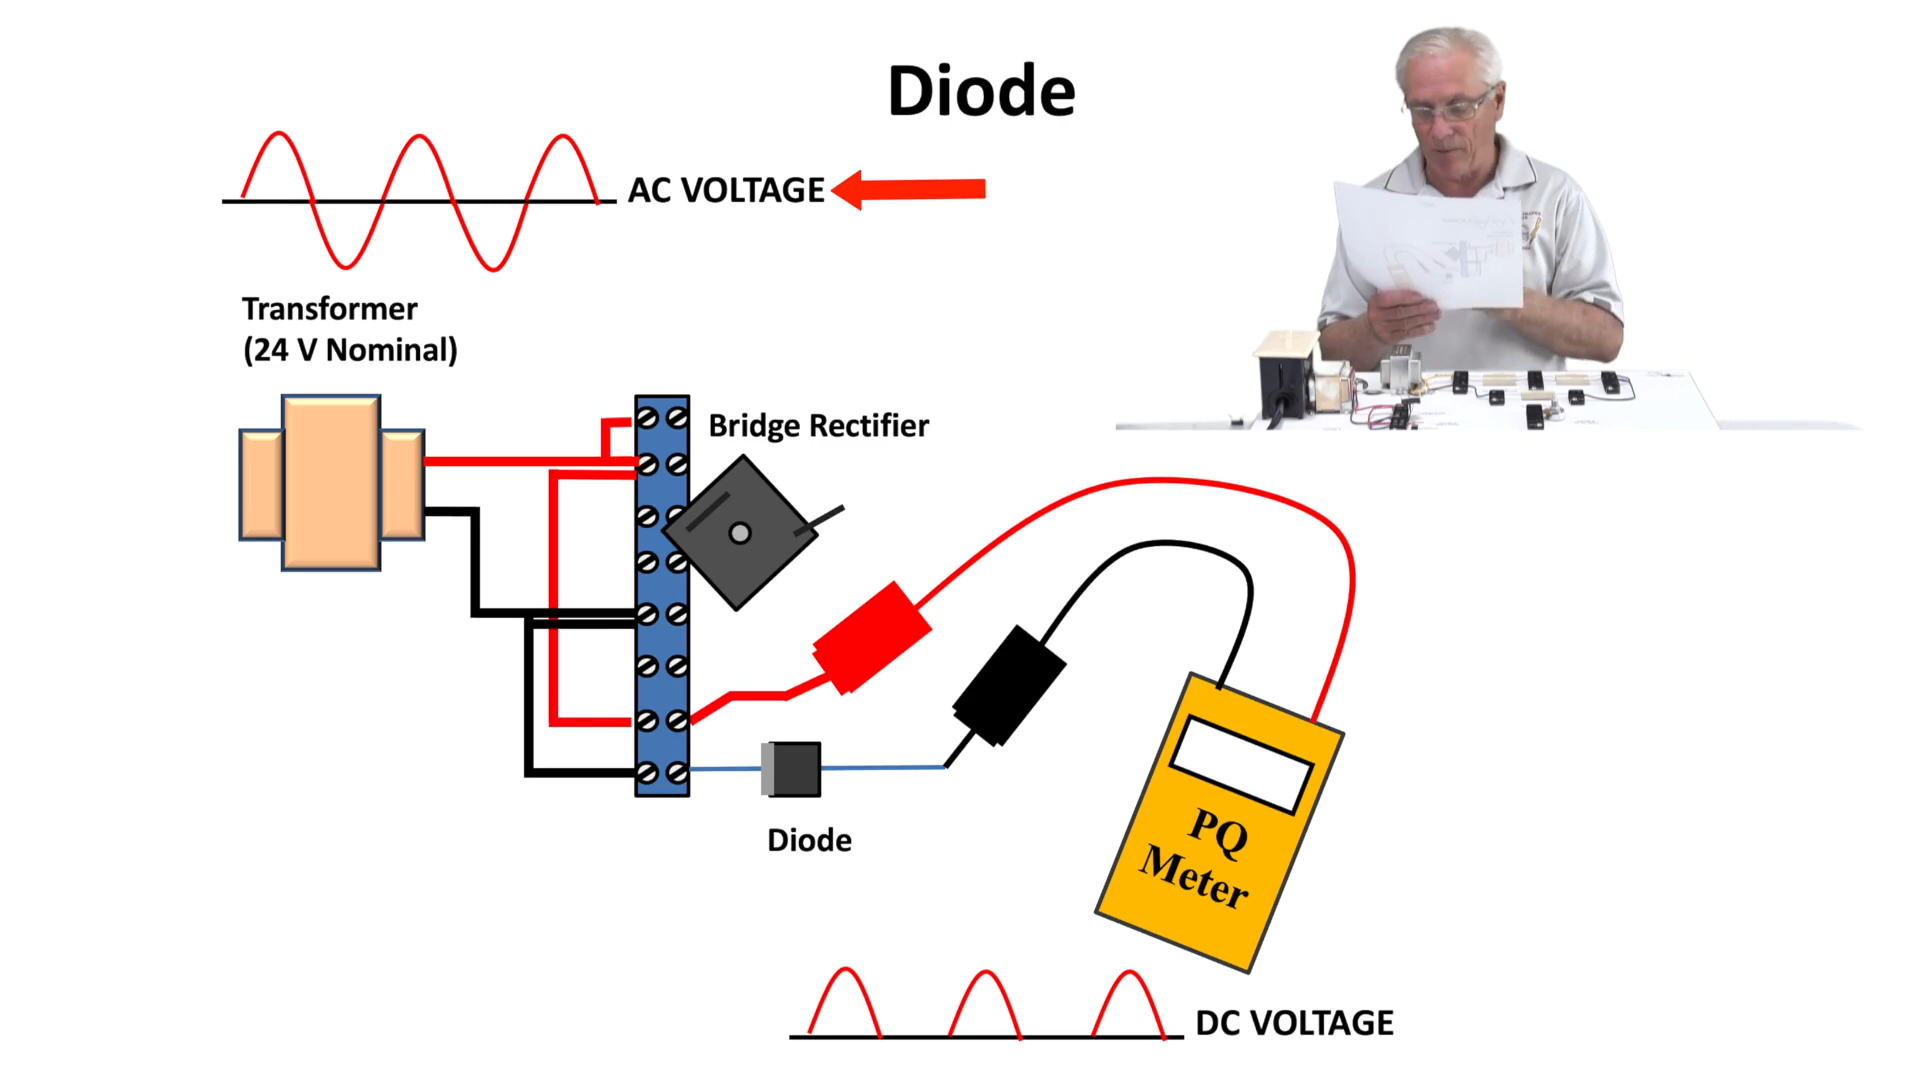 Diode
AC VOLTAGE
Transformer
(24 V Nominal)
Bridge Rectifier
Diode
PQ
Meter
DC VOLTAGE